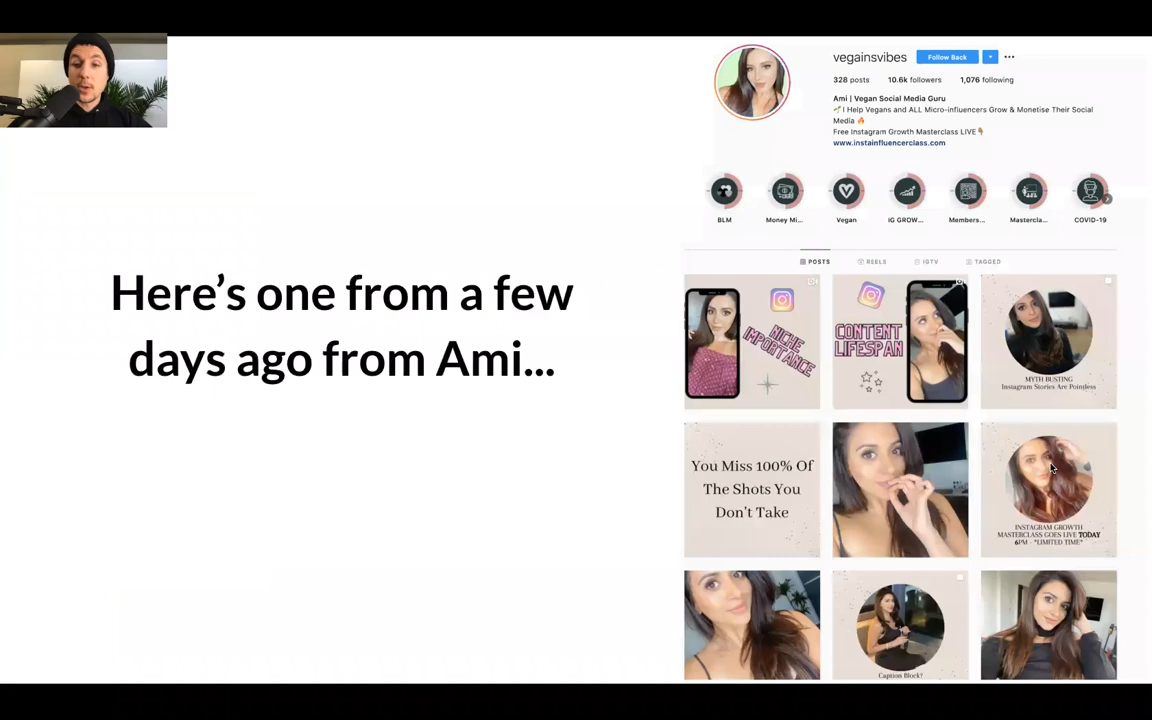 Here's one from a few
days ago from Ami...
vegainsvibes
Follow Back
328 posts 10.6k followers 1,076 following
Ami | Vegan Social Media Guru
I Help Vegans and ALL Micro-influencers Grow & Monetise Their Social
Media
Free Instagram Growth Masterclass LIVE
www.instainfluencerclass.com
BLM Money Mi... Vegan IG GROW... Members... Mastercla... COVID-19
POSTS REELS IGTV TAGGED
NICHE
IMPORTANCE
CONTENT
LIFESPAN
MYTH BUSTING
Instagram Stories Are Pointless
You Miss 100% Of
The Shots You
Don't Take
INSTAGRAM GROWTH
MASTERCLASS GOES LIVE TODAY
6PM - *LIMITED TIME*
Caption Block?